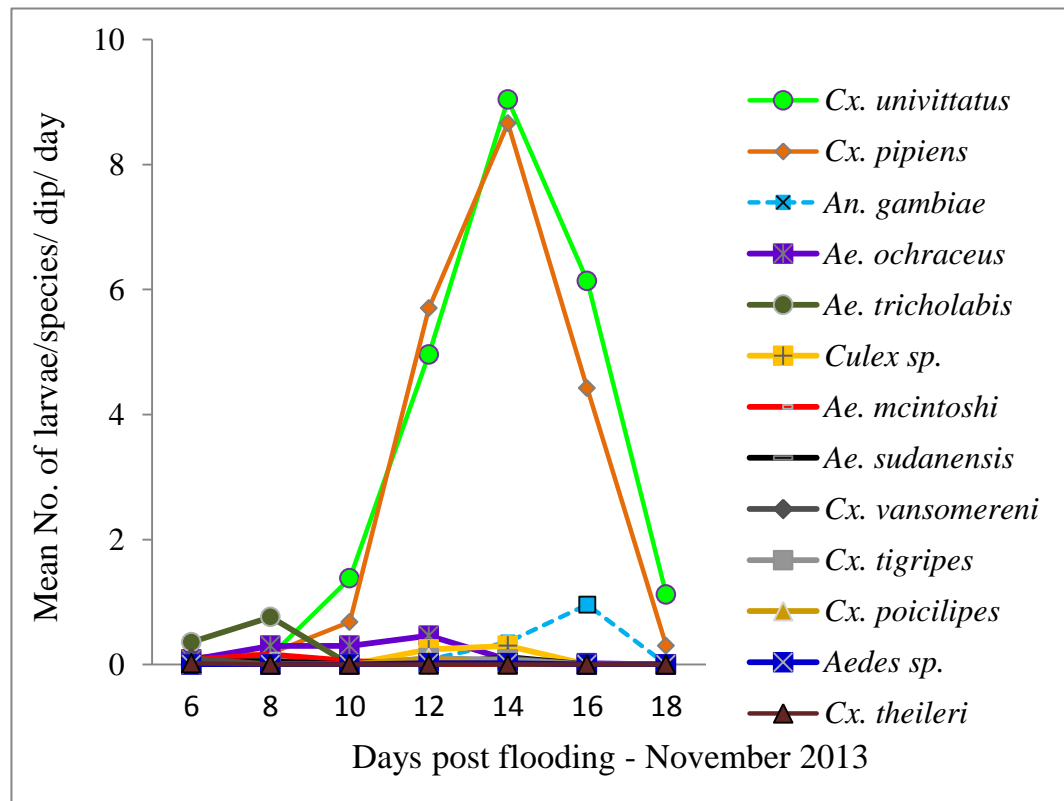 Mean No. of larvae/species/ dip/ day
10
8
6
4
2
0
6 8 10 12 14 16 18
Days post flooding - November 2013
Cx. univittatus
Cx. pipiens
An. gambiae
Ae. ochraceus
Ae. tricholabis
Culex sp.
Ae. mcintoshi
Ae. sudanensis
Cx. vansomereni
Cx. tigripes
Cx. poicilipes
Aedes sp.
Cx. theileri